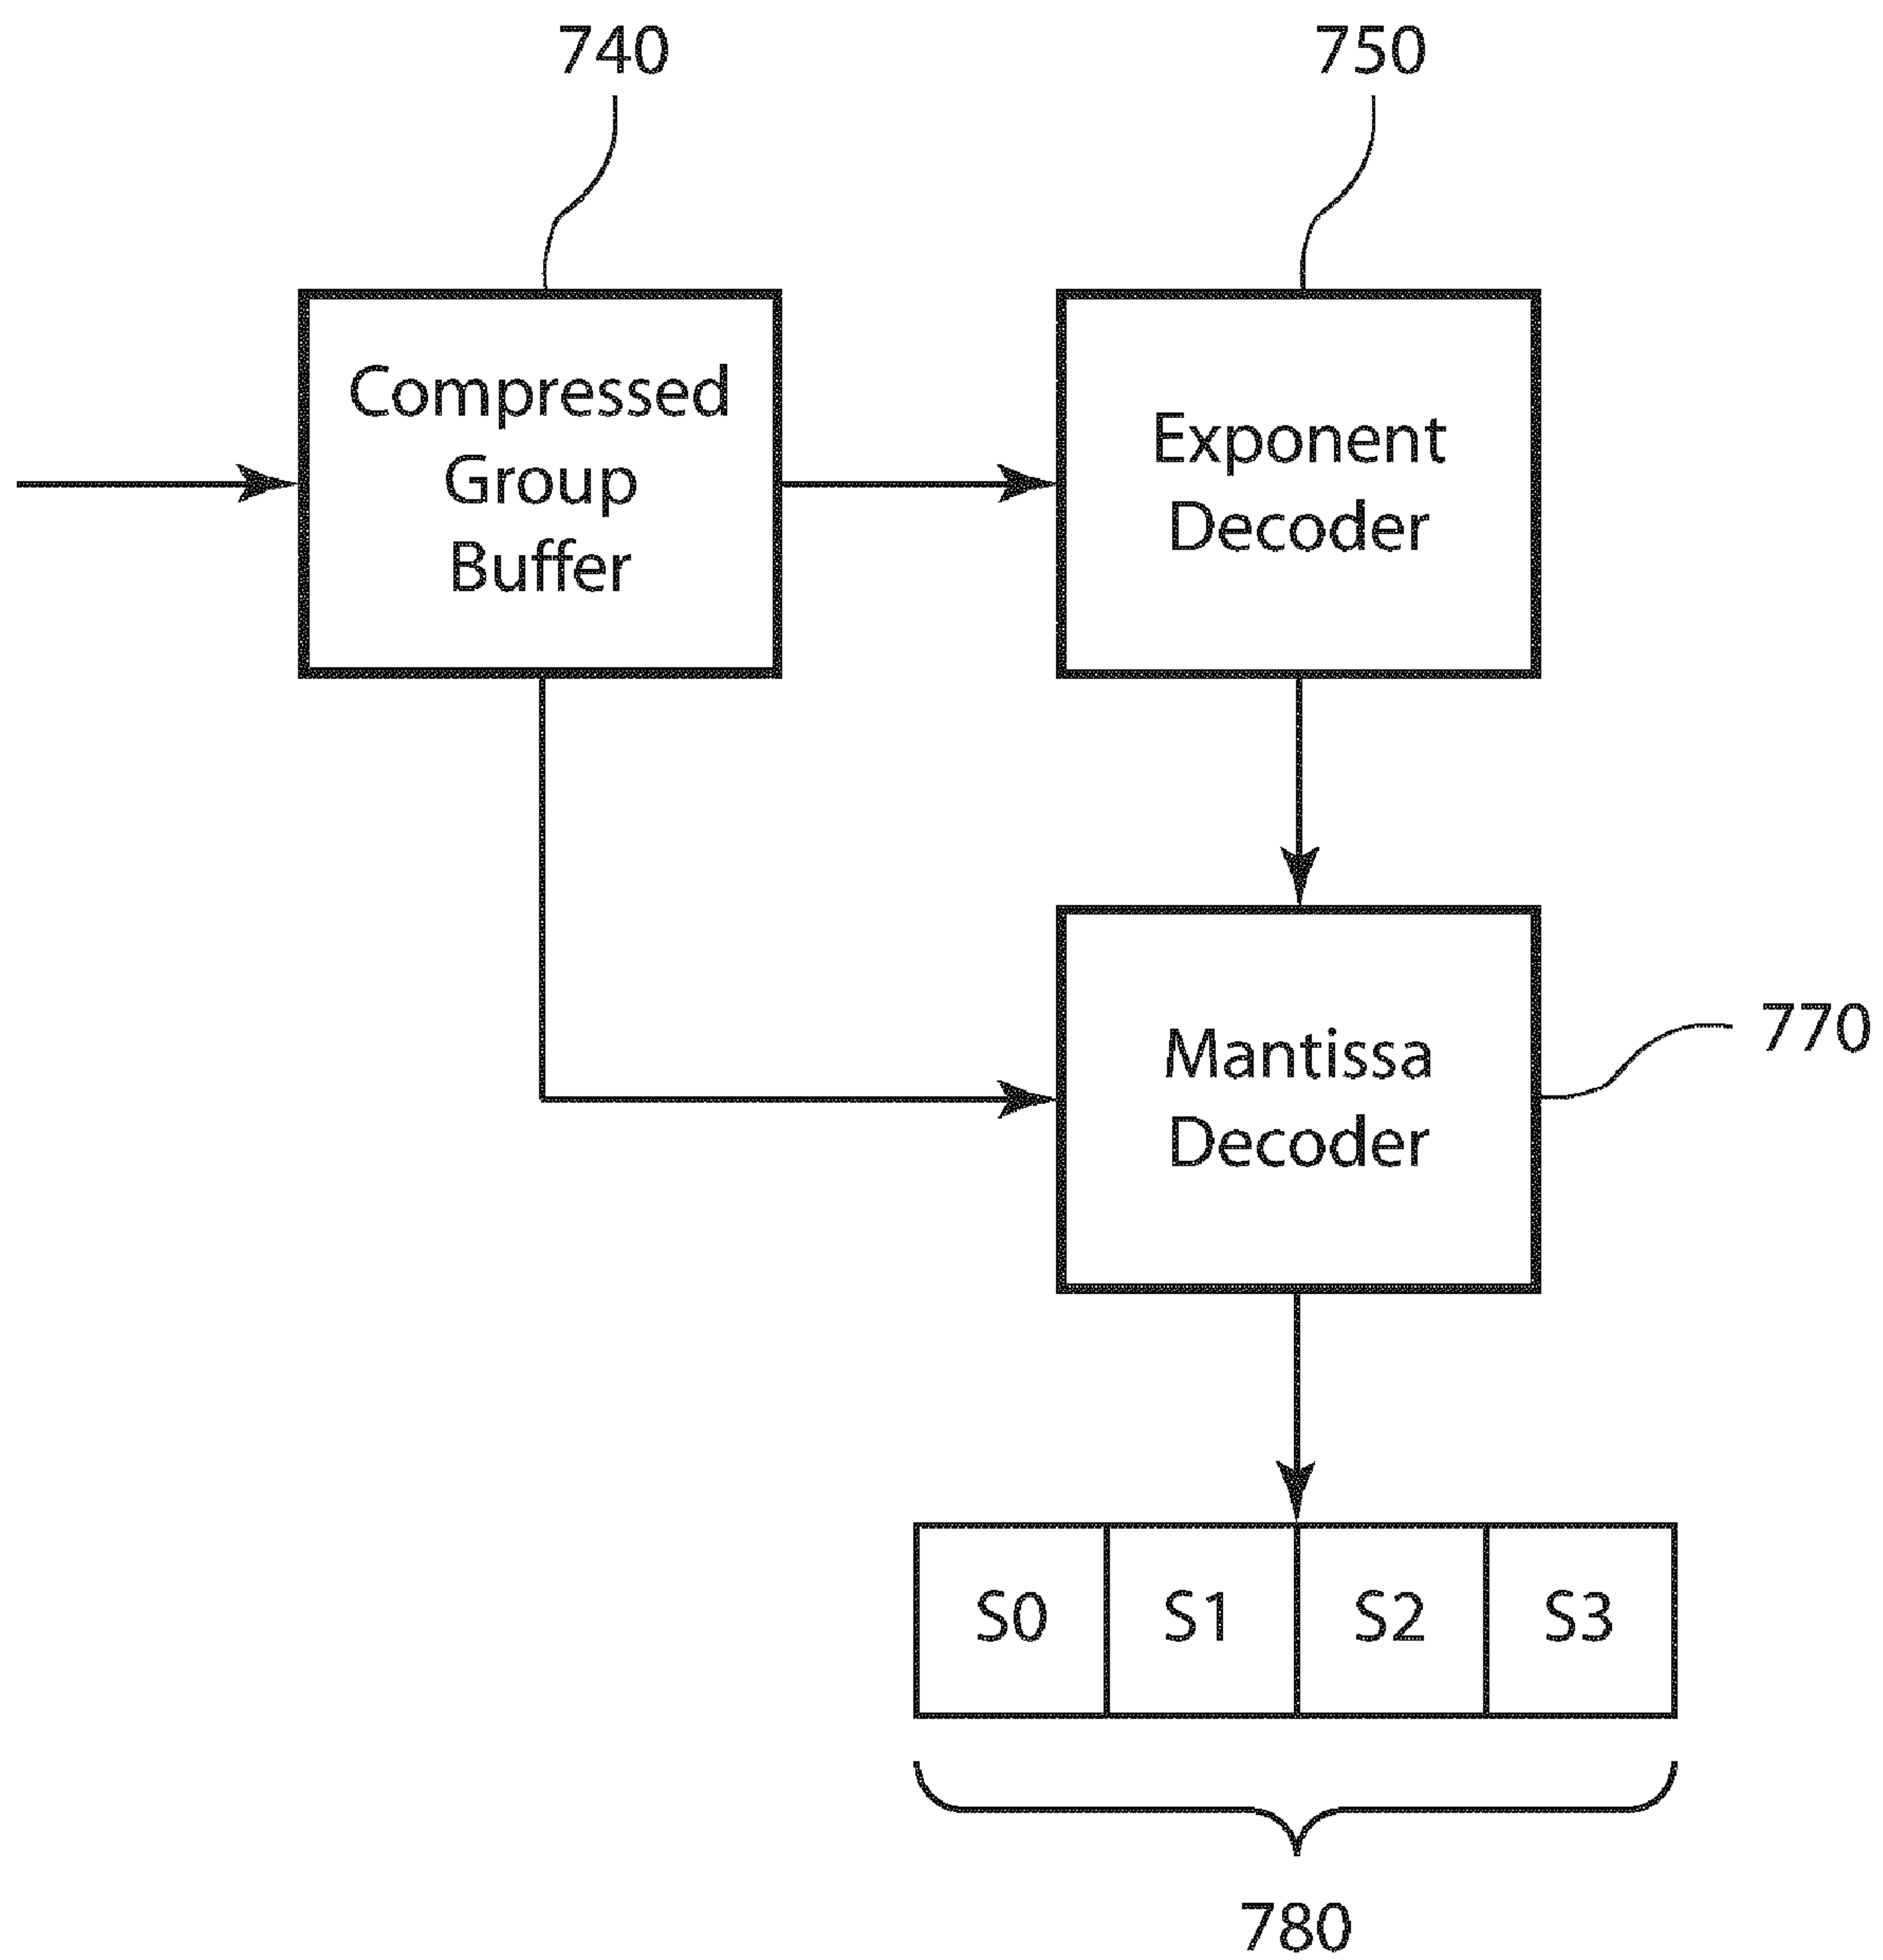 740
750
Compressed
Group
Buffer
Exponent
Decoder
Mantissa
Decoder
770
S0 S1 S2 S3
780